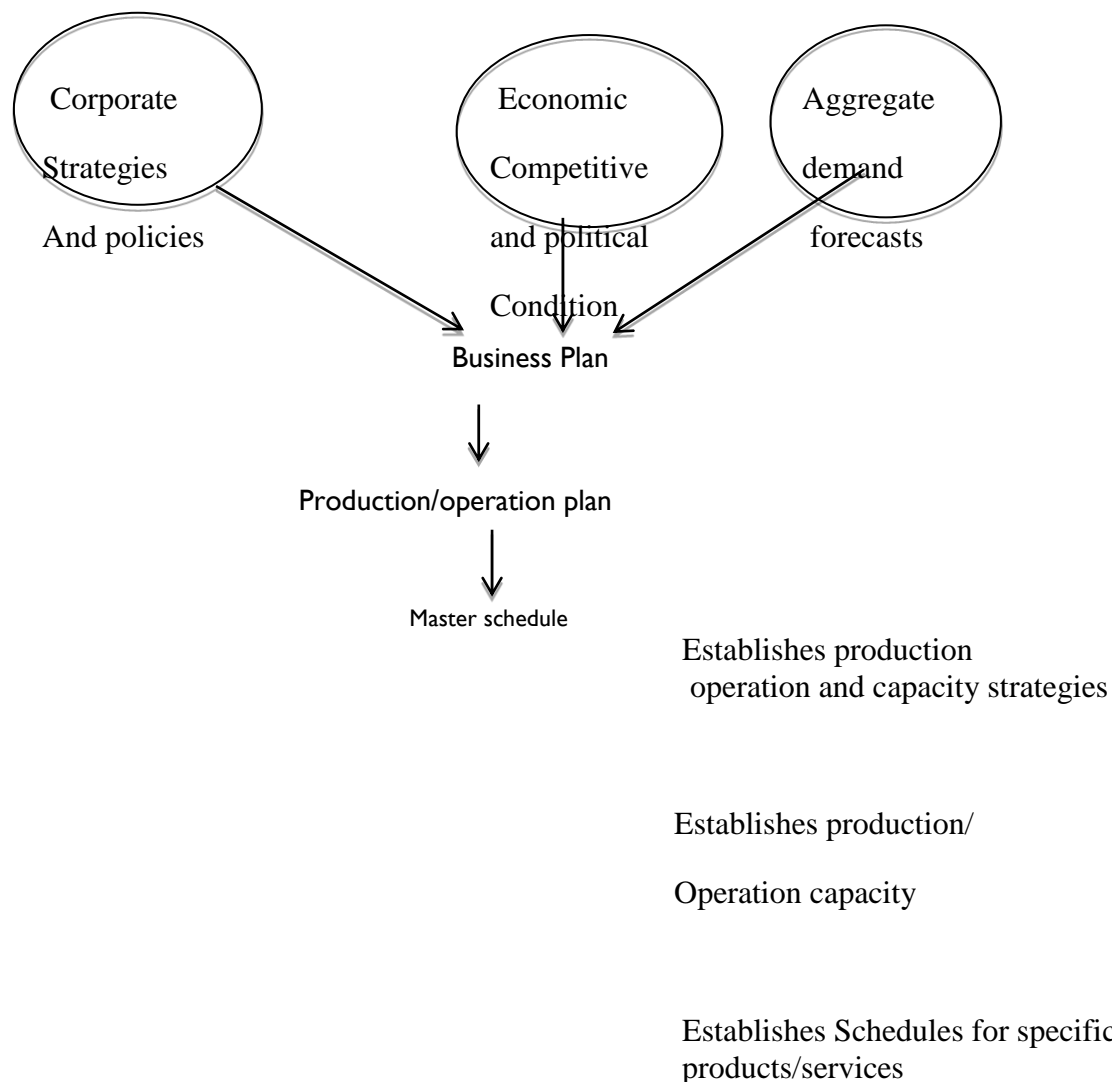 Corporate
Strategies
And policies
Economic
Competitive
and political
Condition
Aggregate
demand
forecasts
Business Plan
Production/operation plan
Master schedule
Establishes production
operation and capacity strategies
Establishes production/
Operation capacity
Establishes Schedules for specific
products/services